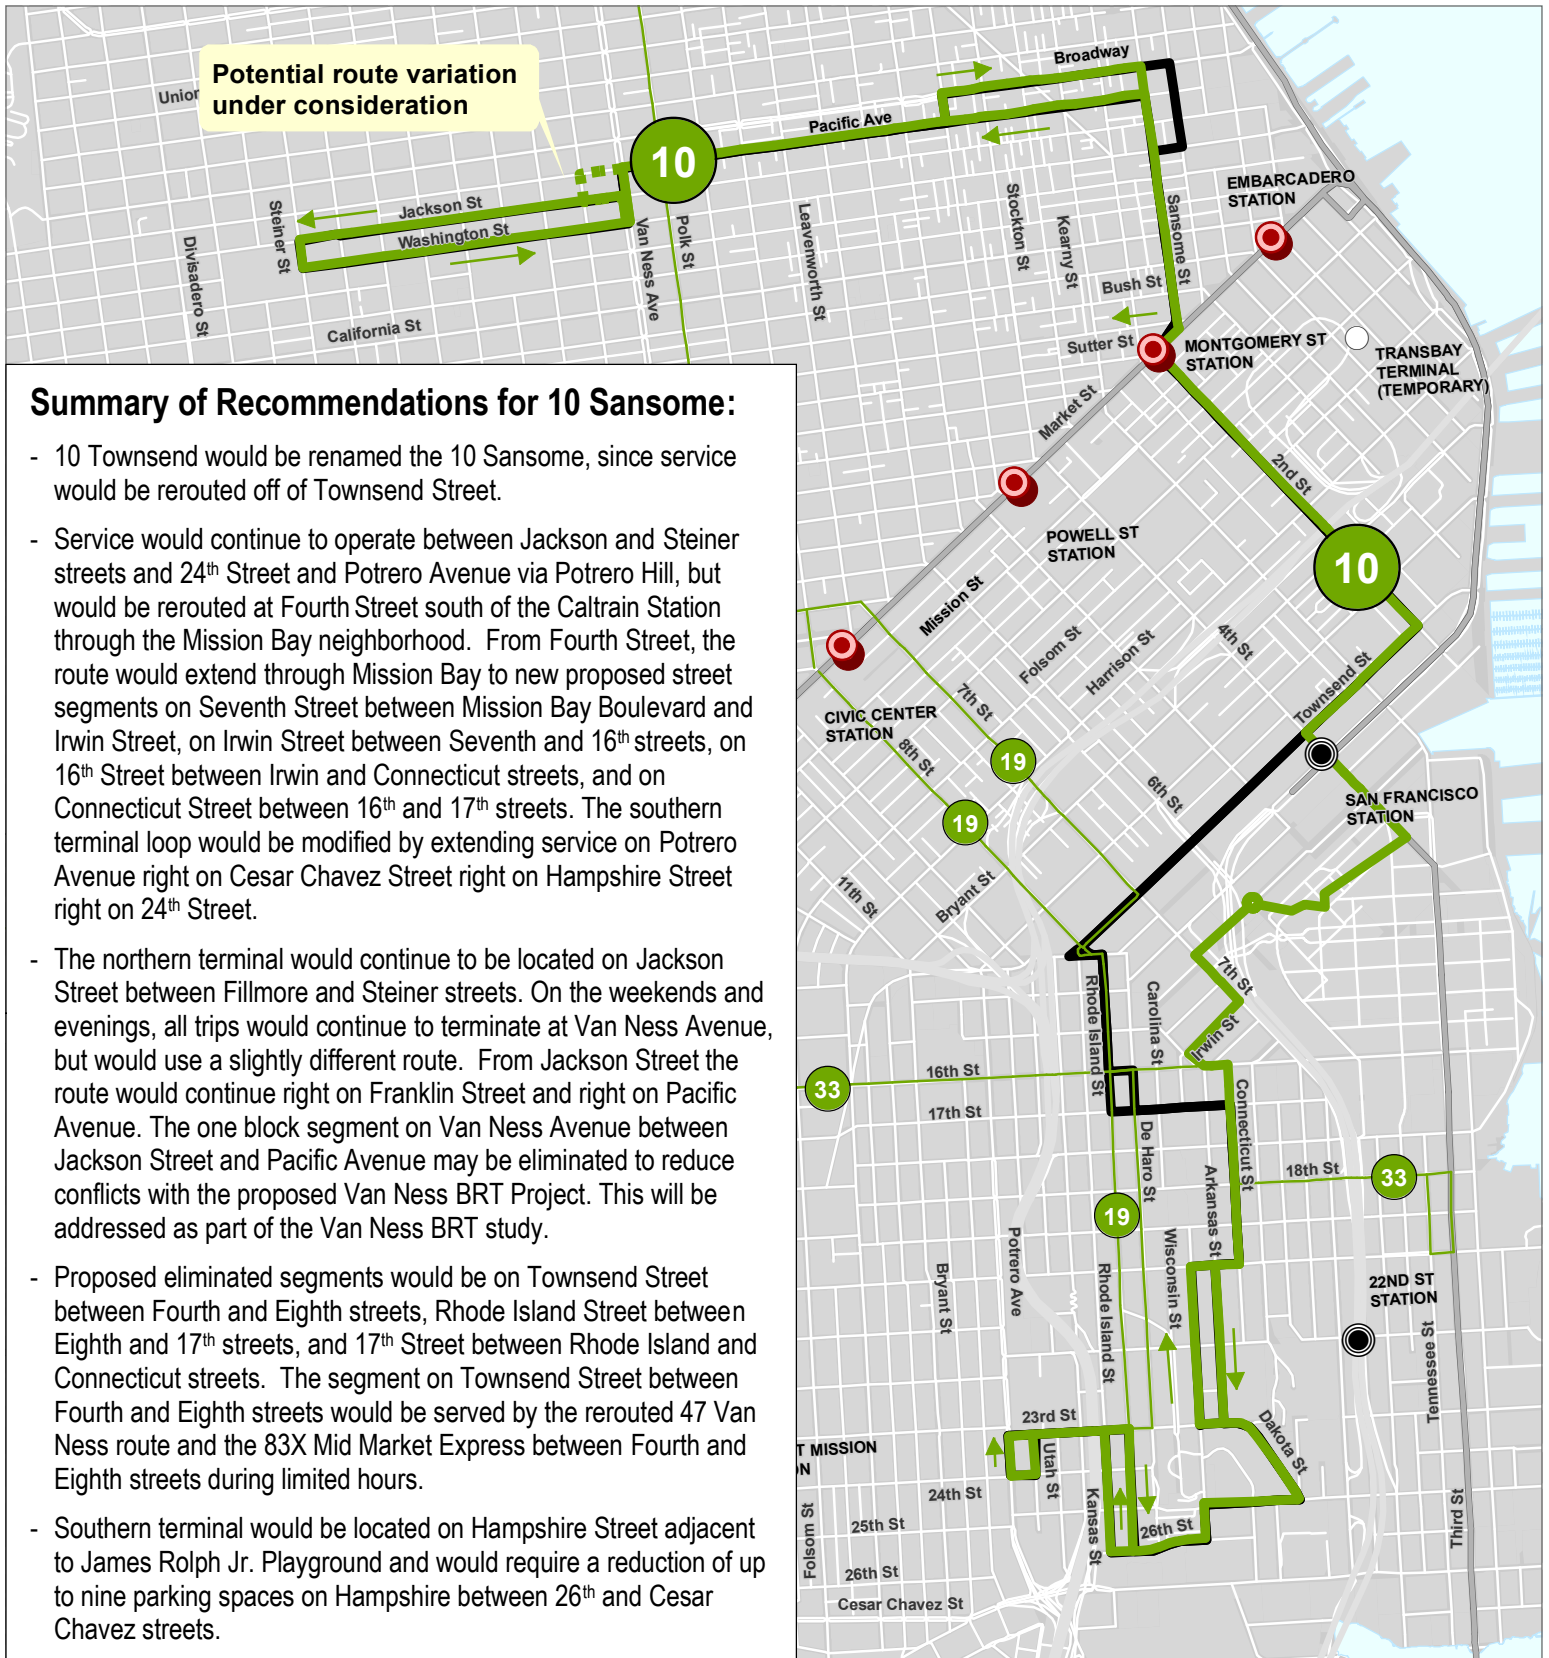 Potential route variation
under consideration
Union
Broadway
Pacific Ave
10
Jackson St
Washington St
Steiner St
Divisadero St
California St
Van Ness Ave
Polk St
Leavenworth St
Stockton St
Kearny St
Sansome St
Bush St
Sutter St
EMBARCADERO
STATION
MONTGOMERY ST
STATION
TRANSBAY
TERMINAL
(TEMPORARY)
Market St
2nd St
POWELL ST
STATION
10
Mission St
Folsom St
Harrison St
4th St
Townsend St
7th St
CIVIC CENTER
STATION
8th St
19
19
6th St
SAN FRANCISCO
STATION
11th St
Bryant St
7th St
Irwin St
Rhode Island St
Carolina St
16th St
33
17th St
Connecticut St
De Haro St
18th St
33
Arkansas St
19
Potrero Ave
Wisconsin St
Bryant St
Rhode Island St
22ND ST
STATION
Tennessee St
23rd St
Dakota St
T MISSION
ON
Utah St
24th St
Kansas St
25th St
26th St
Folsom St
26th St
Cesar Chavez St
Third St
Summary of Recommendations for 10 Sansome:
- 10 Townsend would be renamed the 10 Sansome, since service
would be rerouted off of Townsend Street.
- Service would continue to operate between Jackson and Steiner
streets and 24th Street and Potrero Avenue via Potrero Hill, but
would be rerouted at Fourth Street south of the Caltrain Station
through the Mission Bay neighborhood.  From Fourth Street, the
route would extend through Mission Bay to new proposed street
segments on Seventh Street between Mission Bay Boulevard and
Irwin Street, on Irwin Street between Seventh and 16th streets, on
16th Street between Irwin and Connecticut streets, and on
Connecticut Street between 16th and 17th streets. The southern
terminal loop would be modified by extending service on Potrero
Avenue right on Cesar Chavez Street right on Hampshire Street
right on 24th Street.
- The northern terminal would continue to be located on Jackson
Street between Fillmore and Steiner streets. On the weekends and
evenings, all trips would continue to terminate at Van Ness Avenue,
but would use a slightly different route.  From Jackson Street the
route would continue right on Franklin Street and right on Pacific
Avenue. The one block segment on Van Ness Avenue between
Jackson Street and Pacific Avenue may be eliminated to reduce
conflicts with the proposed Van Ness BRT Project. This will be
addressed as part of the Van Ness BRT study.
- Proposed eliminated segments would be on Townsend Street
between Fourth and Eighth streets, Rhode Island Street between
Eighth and 17th streets, and 17th Street between Rhode Island and
Connecticut streets.  The segment on Townsend Street between
Fourth and Eighth streets would be served by the rerouted 47 Van
Ness route and the 83X Mid Market Express between Fourth and
Eighth streets during limited hours.
- Southern terminal would be located on Hampshire Street adjacent
to James Rolph Jr. Playground and would require a reduction of up
to nine parking spaces on Hampshire between 26th and Cesar
Chavez streets.